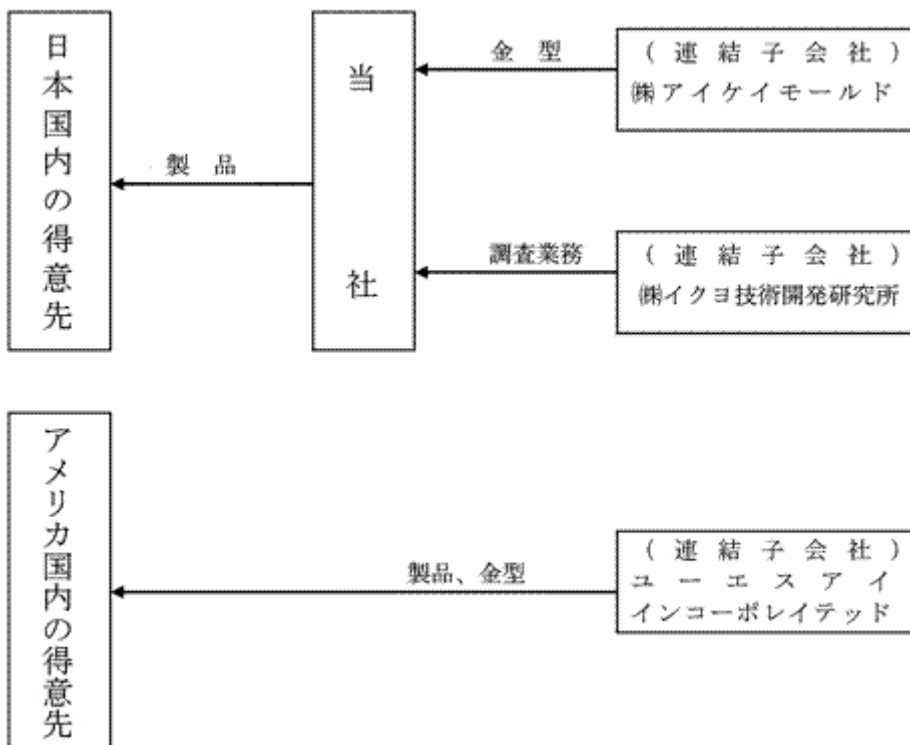 日本国内の得意先
製品
当社
金型
(連結子会社)
㈱アイケイモールド
調査業務
(連結子会社)
㈱イクヨ技術開発研究所
アメリカ国内の得意先
製品、金型
(連結子会社)
ユーエスアイ
インコーポレイテッド